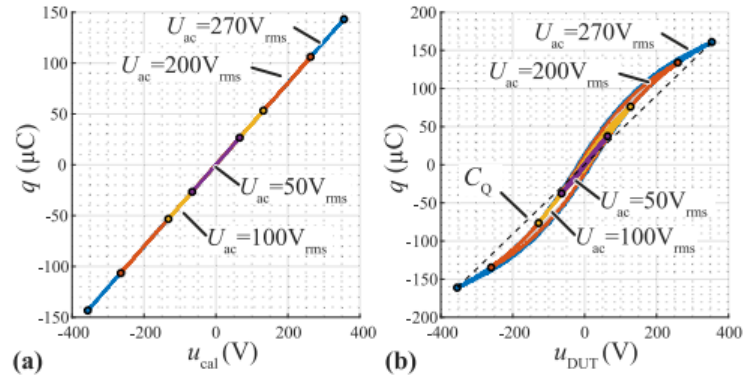 150
100
50
0
-50
-100
-150
q (μC)
U_ac=270V_rms
U_ac=200V_rms
U_ac=50V_rms
U_ac=100V_rms
-400 -200 0 200 400
u_cal (V)
(a)
200
150
100
50
0
-50
-100
-150
-200
q (μC)
U_ac=270V_rms
U_ac=200V_rms
C_Q
U_ac=50V_rms
U_ac=100V_rms
-400 -200 0 200 400
u_DUT (V)
(b)